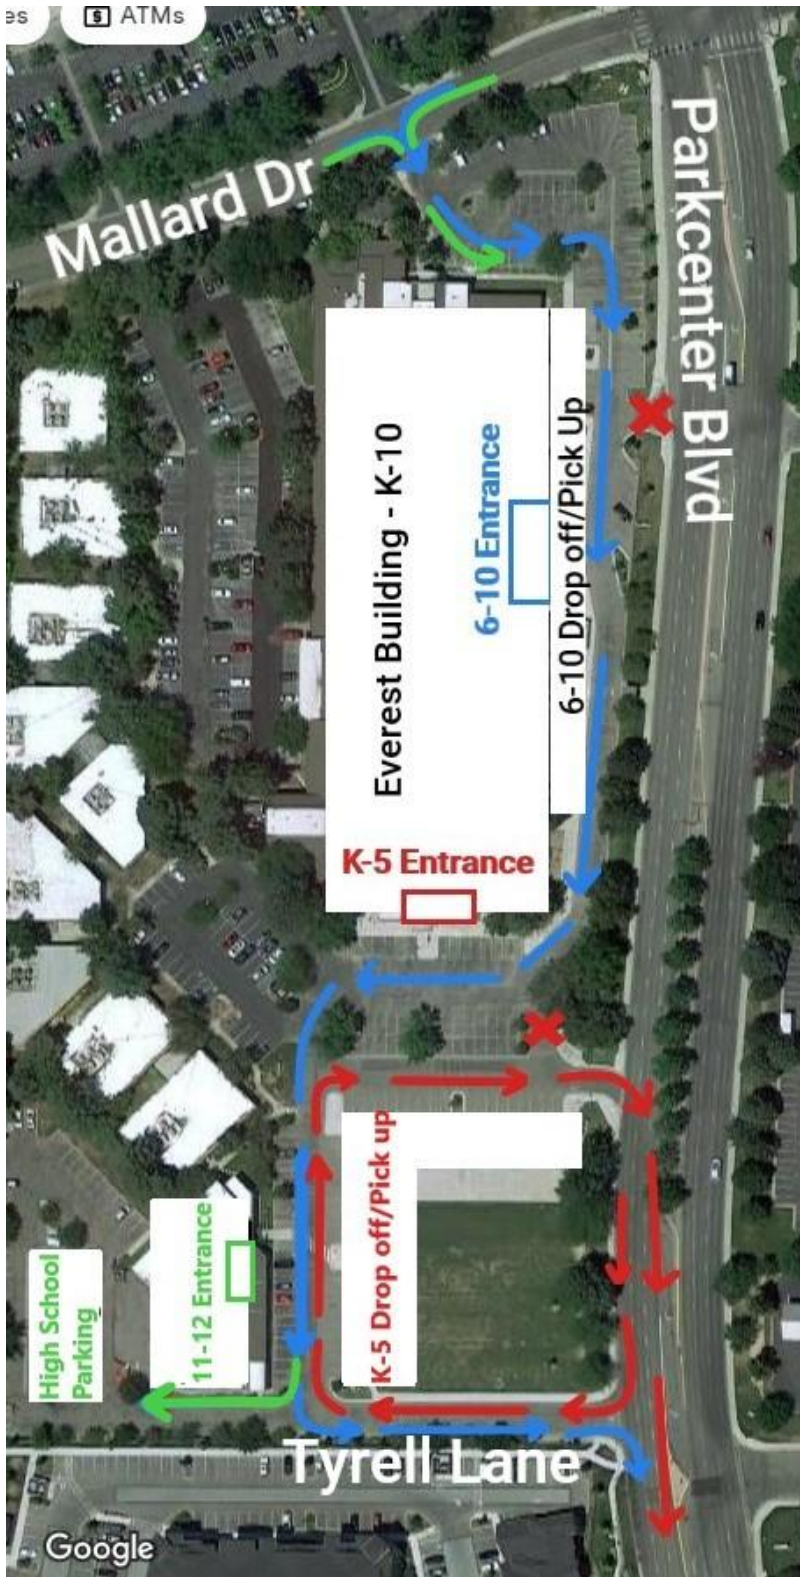 es
ATMs
Mallard Dr
Parkcenter Blvd
Everest Building - K-10
6-10 Entrance
6-10 Drop off/Pick Up
K-5 Entrance
K-5 Drop off/Pick up
11-12 Entrance
High School
Parking
Tyrell Lane
Google